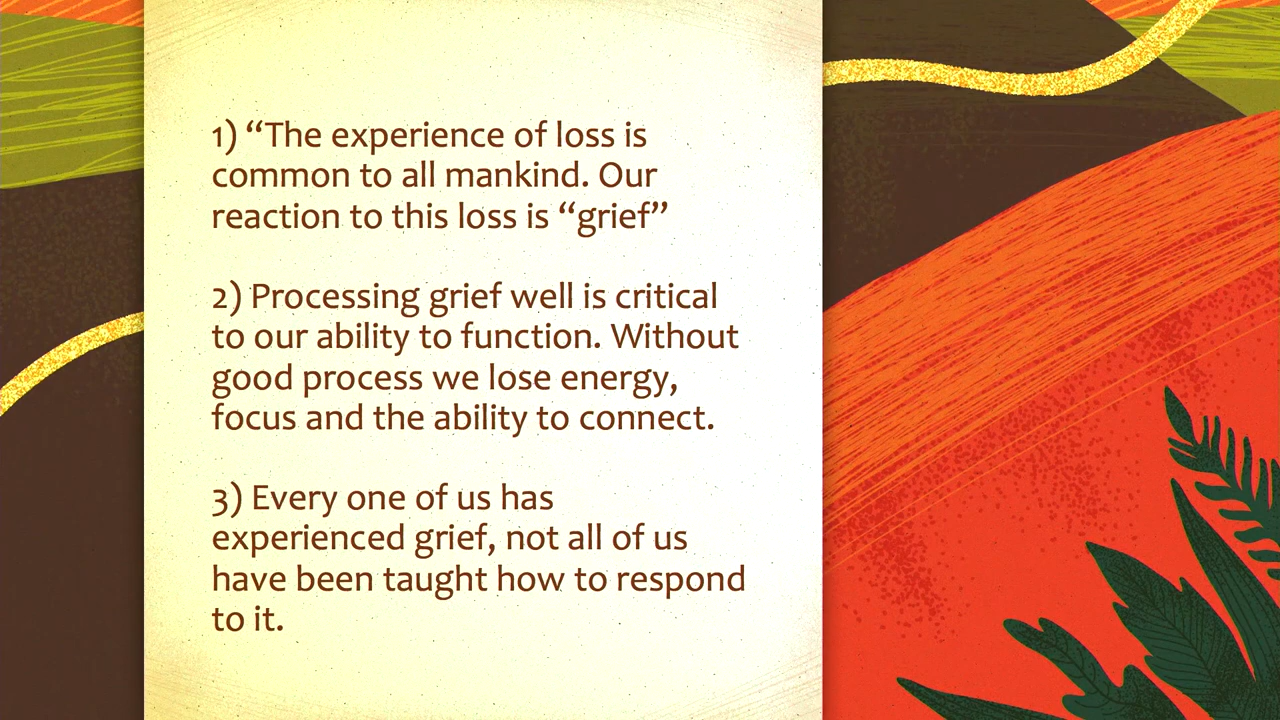 1) “The experience of loss is
common to all mankind. Our
reaction to this loss is “grief”
2) Processing grief well is critical
to our ability to function. Without
good process we lose energy,
focus and the ability to connect.
3) Every one of us has
experienced grief, not all of us
have been taught how to respond
to it.